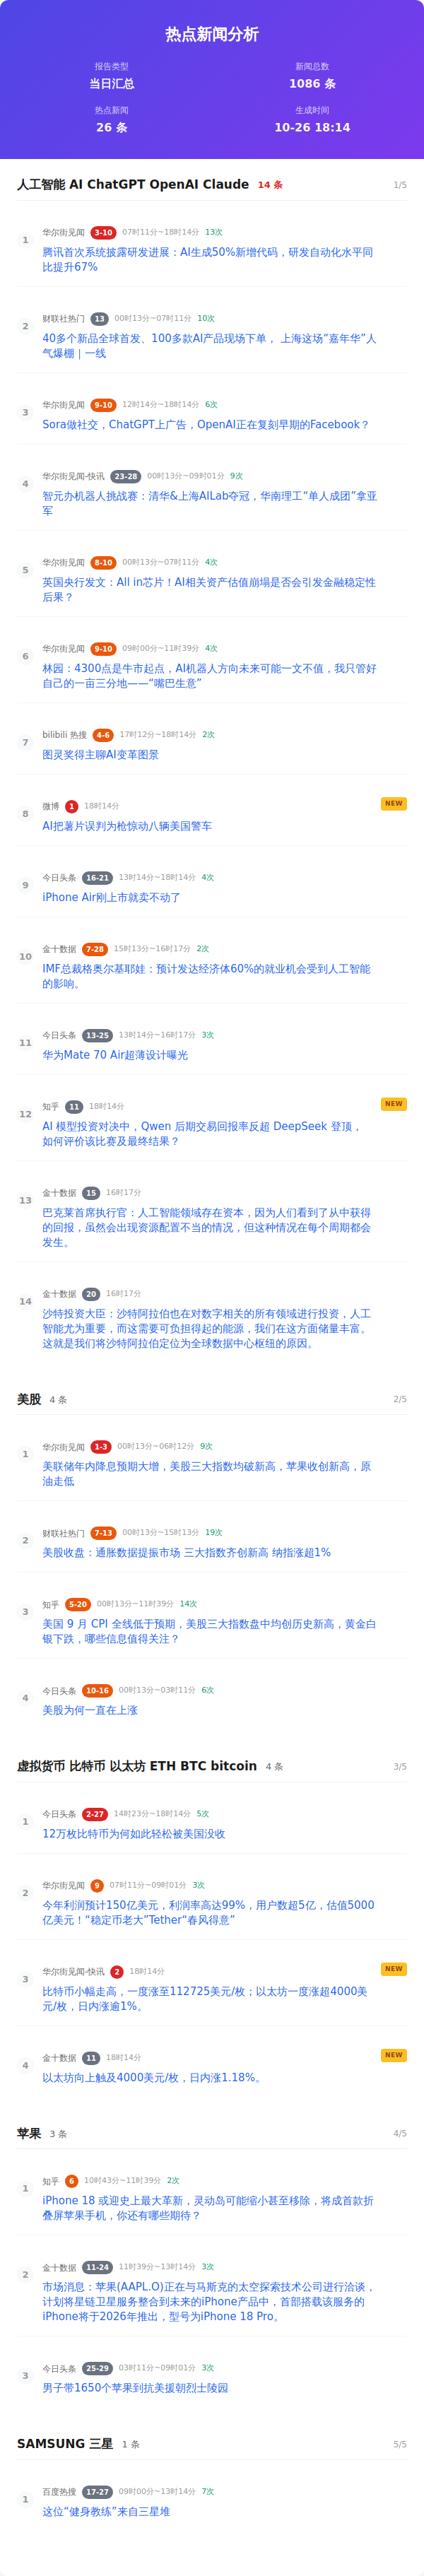 热点新闻分析
报告类型
新闻总数
当日汇总
1086 条
热点新闻
生成时间
26 条
10-26 18:14
人工智能 AI ChatGPT OpenAI Claude 14 条 1/5
1
华尔街见闻 3-10 07时11分~18时14分 13次
腾讯首次系统披露研发进展：AI生成50%新增代码，研发自动化水平同
比提升67%
2
财联社热门 13 00时13分~07时11分 10次
40多个新品全球首发、100多款AI产品现场下单， 上海这场“嘉年华”人
气爆棚 | 一线
3
华尔街见闻 9-10 12时14分~18时14分 6次
Sora做社交，ChatGPT上广告，OpenAI正在复刻早期的Facebook？
4
华尔街见闻-快讯 23-28 00时13分~09时01分 9次
智元办机器人挑战赛：清华&上海AILab夺冠，华南理工“单人成团”拿亚
军
5
华尔街见闻 8-10 00时13分~07时11分 4次
英国央行发文：All in芯片！AI相关资产估值崩塌是否会引发金融稳定性
后果？
6
华尔街见闻 9-10 09时00分~11时39分 4次
林园：4300点是牛市起点，AI机器人方向未来可能一文不值，我只管好
自己的一亩三分地——“嘴巴生意”
7
bilibili 热搜 4-6 17时12分~18时14分 2次
图灵奖得主聊AI变革图景
8
微博 1 18时14分
NEW
AI把薯片误判为枪惊动八辆美国警车
9
今日头条 16-21 13时14分~18时14分 4次
iPhone Air刚上市就卖不动了
10
金十数据 7-28 15时13分~16时17分 2次
IMF总裁格奥尔基耶娃：预计发达经济体60%的就业机会受到人工智能
的影响。
11
今日头条 13-25 13时14分~16时17分 3次
华为Mate 70 Air超薄设计曝光
12
知乎 11 18时14分
NEW
AI 模型投资对决中，Qwen 后期交易回报率反超 DeepSeek 登顶，
如何评价该比赛及最终结果？
13
金十数据 15 16时17分
巴克莱首席执行官：人工智能领域存在资本，因为人们看到了从中获得
的回报，虽然会出现资源配置不当的情况，但这种情况在每个周期都会
发生。
14
金十数据 20 16时17分
沙特投资大臣：沙特阿拉伯也在对数字相关的所有领域进行投资，人工
智能尤为重要，而这需要可负担得起的能源，我们在这方面储量丰富。
这就是我们将沙特阿拉伯定位为全球数据中心枢纽的原因。
美股 4 条 2/5
1
华尔街见闻 1-3 00时13分~06时12分 9次
美联储年内降息预期大增，美股三大指数均破新高，苹果收创新高，原
油走低
2
财联社热门 7-13 00时13分~15时13分 19次
美股收盘：通胀数据提振市场 三大指数齐创新高 纳指涨超1%
3
知乎 5-20 00时13分~11时39分 14次
美国 9 月 CPI 全线低于预期，美股三大指数盘中均创历史新高，黄金白
银下跌，哪些信息值得关注？
4
今日头条 10-16 00时13分~03时11分 6次
美股为何一直在上涨
虚拟货币 比特币 以太坊 ETH BTC bitcoin 4 条 3/5
1
今日头条 2-27 14时23分~18时14分 5次
12万枚比特币为何如此轻松被美国没收
2
华尔街见闻 9 07时11分~09时01分 3次
今年利润预计150亿美元，利润率高达99%，用户数超5亿，估值5000
亿美元！“稳定币老大”Tether“春风得意”
3
华尔街见闻-快讯 2 18时14分
NEW
比特币小幅走高，一度涨至112725美元/枚；以太坊一度涨超4000美
元/枚，日内涨逾1%。
4
金十数据 11 18时14分
NEW
以太坊向上触及4000美元/枚，日内涨1.18%。
苹果 3 条 4/5
1
知乎 6 10时43分~11时39分 2次
iPhone 18 或迎史上最大革新，灵动岛可能缩小甚至移除，将成首款折
叠屏苹果手机，你还有哪些期待？
2
金十数据 11-24 11时39分~13时14分 3次
市场消息：苹果(AAPL.O)正在与马斯克的太空探索技术公司进行洽谈，
计划将星链卫星服务整合到未来的iPhone产品中，首部搭载该服务的
iPhone将于2026年推出，型号为iPhone 18 Pro。
3
今日头条 25-29 03时11分~09时01分 3次
男子带1650个苹果到抗美援朝烈士陵园
SAMSUNG 三星 1 条 5/5
1
百度热搜 17-27 09时00分~13时14分 7次
这位“健身教练”来自三星堆